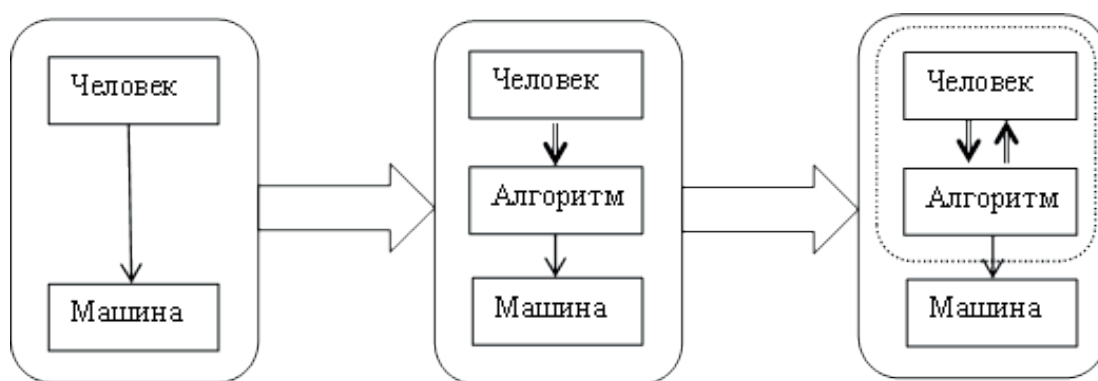 Человек
Машина
Человек
Алгоритм
Машина
Человек
Алгоритм
Машина